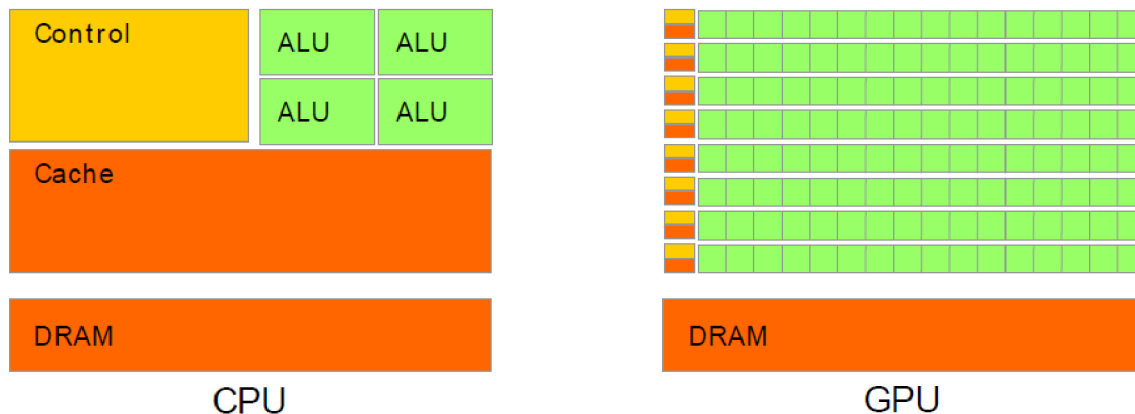 Control
ALU
ALU
ALU
ALU
Cache
DRAM
CPU
DRAM
GPU